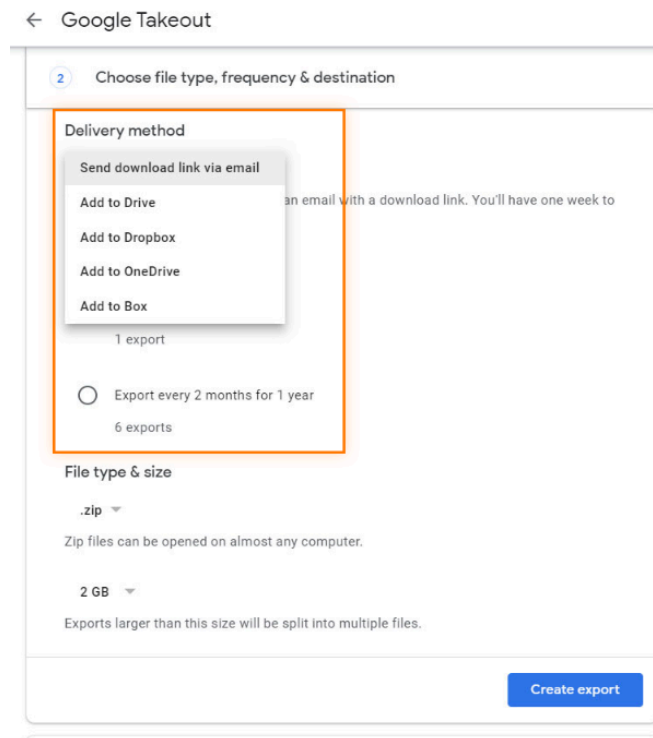 Google Takeout
2 Choose file type, frequency & destination
Delivery method
Send download link via email
Add to Drive
an email with a download link. You'll have one week to
Add to Dropbox
Add to OneDrive
Add to Box
1 export
Export every 2 months for 1 year
6 exports
File type & size
.zip
Zip files can be opened on almost any computer.
2 GB
Exports larger than this size will be split into multiple files.
Create export